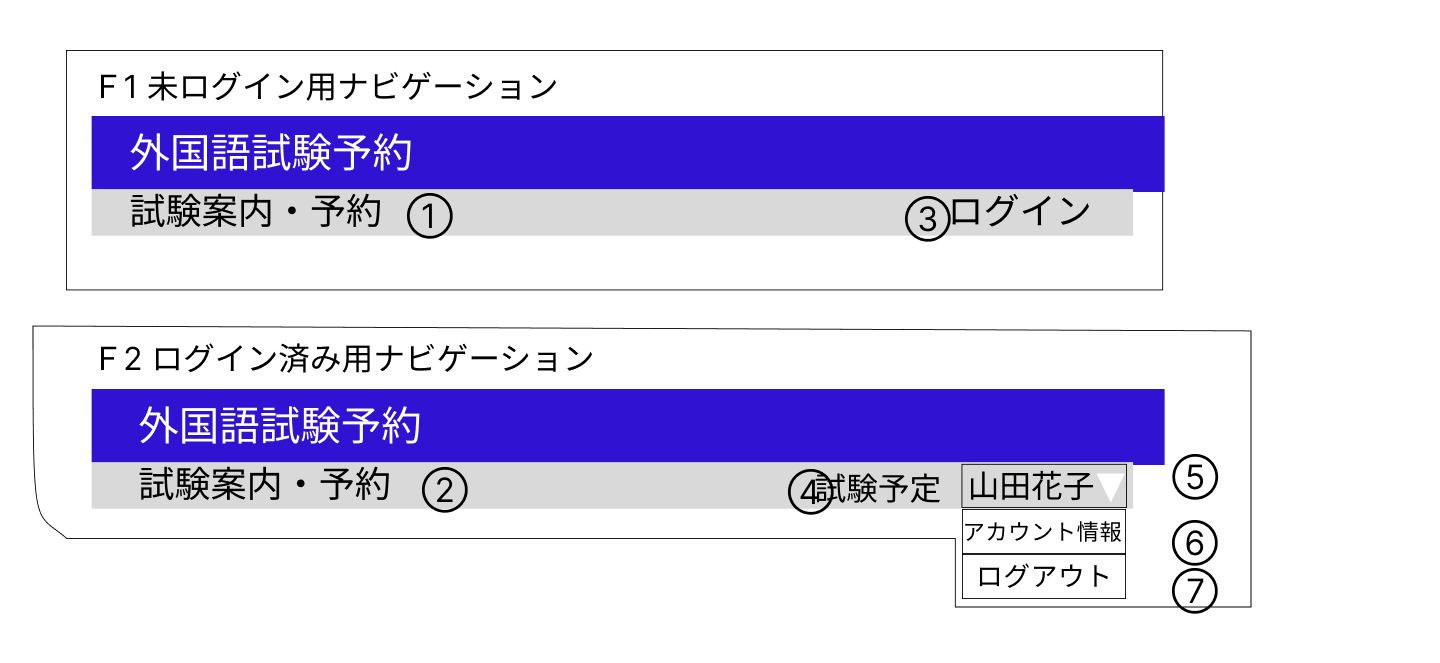 F1 未ログイン用ナビゲーション
外国語試験予約
試験案内・予約 ① ③ログイン
F2 ログイン済み用ナビゲーション
外国語試験予約
試験案内・予約 ② ④試験予定 山田花子▼ ⑤
アカウント情報 ⑥
ログアウト ⑦